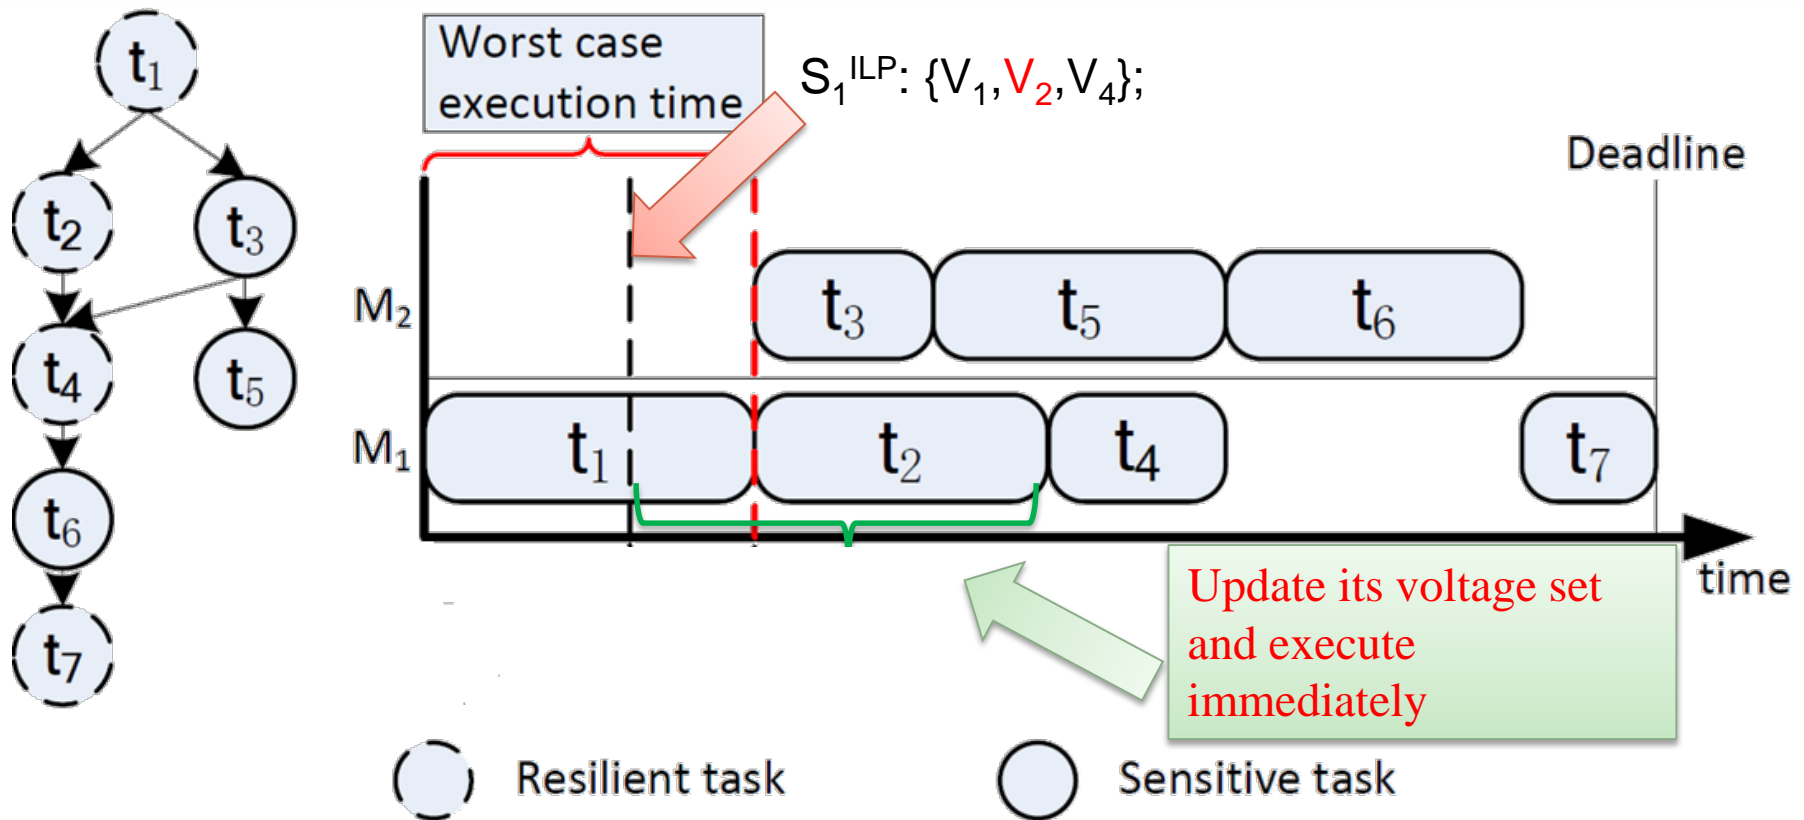 t₁
t₂
t₃
t₄
t₅
t₆
t₇
Worst case
execution time
S₁ᴵᴸᴾ: {V₁,V₂,V₄};
Deadline
M₂
t₃
t₅
t₆
M₁
t₁
t₂
t₄
t₇
time
Update its voltage set
and execute
immediately
Resilient task
Sensitive task